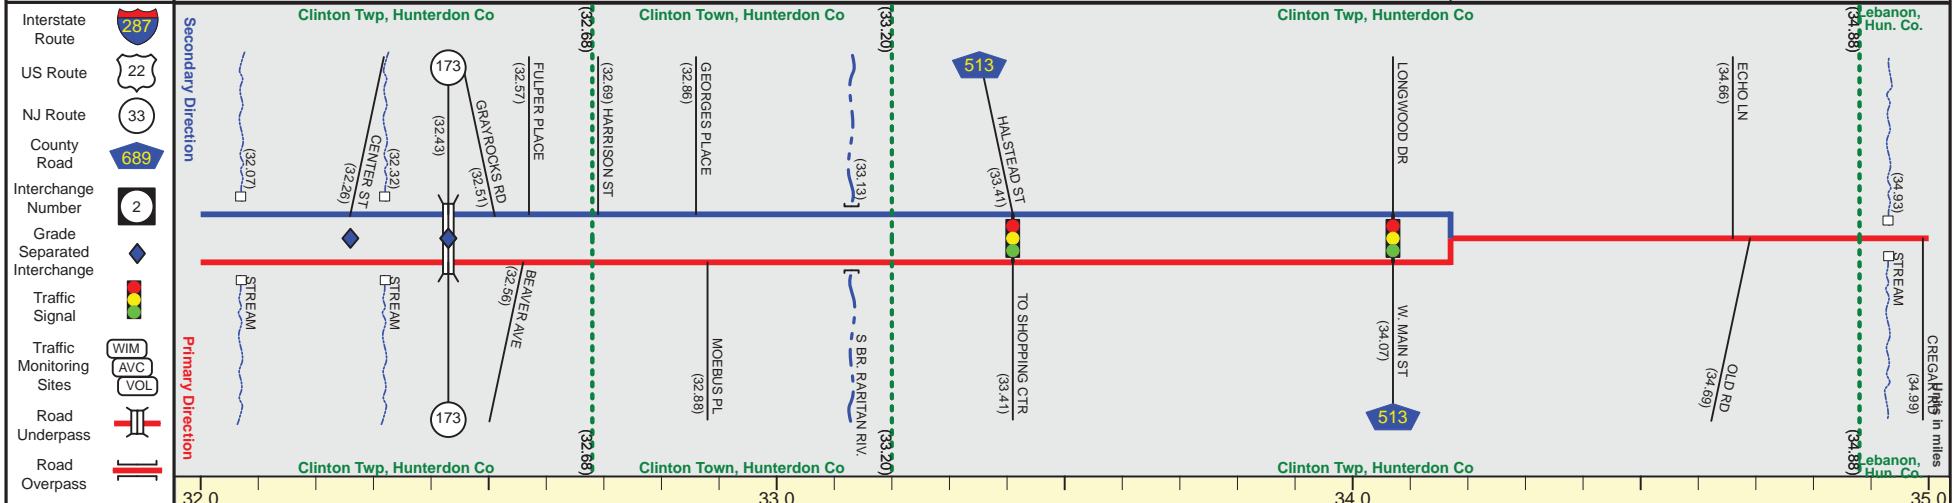 Interstate
Route
287
US Route
22
NJ Route
33
County
Road
689
Interchange
Number
2
Grade
Separated
Interchange
Traffic
Signal
Traffic
Monitoring
Sites
WIM
AVC
VOL
Road
Underpass
Road
Overpass
Secondary Direction
Primary Direction
Clinton Twp, Hunterdon Co
(32.68)
Clinton Town, Hunterdon Co
(33.20)
Clinton Twp, Hunterdon Co
(34.88)
Lebanon,
Hun. Co.
(32.07)
CENTER ST
(32.26)
(32.32)
173
(32.43)
GRAYROCKS RD
(32.51)
FULPER PLACE
(32.57)
(32.69) HARRISON ST
GEORGES PLACE
(32.86)
(33.13)
513
HALSTEAD ST
(33.41)
LONGWOOD DR
ECHO LN
(34.66)
(34.93)
STREAM
STREAM
173
BEAVER AVE
(32.56)
MOEBUS PL
(32.88)
S BR. RARITAN RIV.
TO SHOPPING CTR
(33.41)
W. MAIN ST
(34.07)
513
OLD RD
(34.69)
STREAM
CREGAR RD
(34.99)
Units in miles
Clinton Twp, Hunterdon Co
(32.68)
Clinton Town, Hunterdon Co
(33.20)
Clinton Twp, Hunterdon Co
(34.88)
Lebanon,
Hun. Co.
32.0
33.0
34.0
35.0